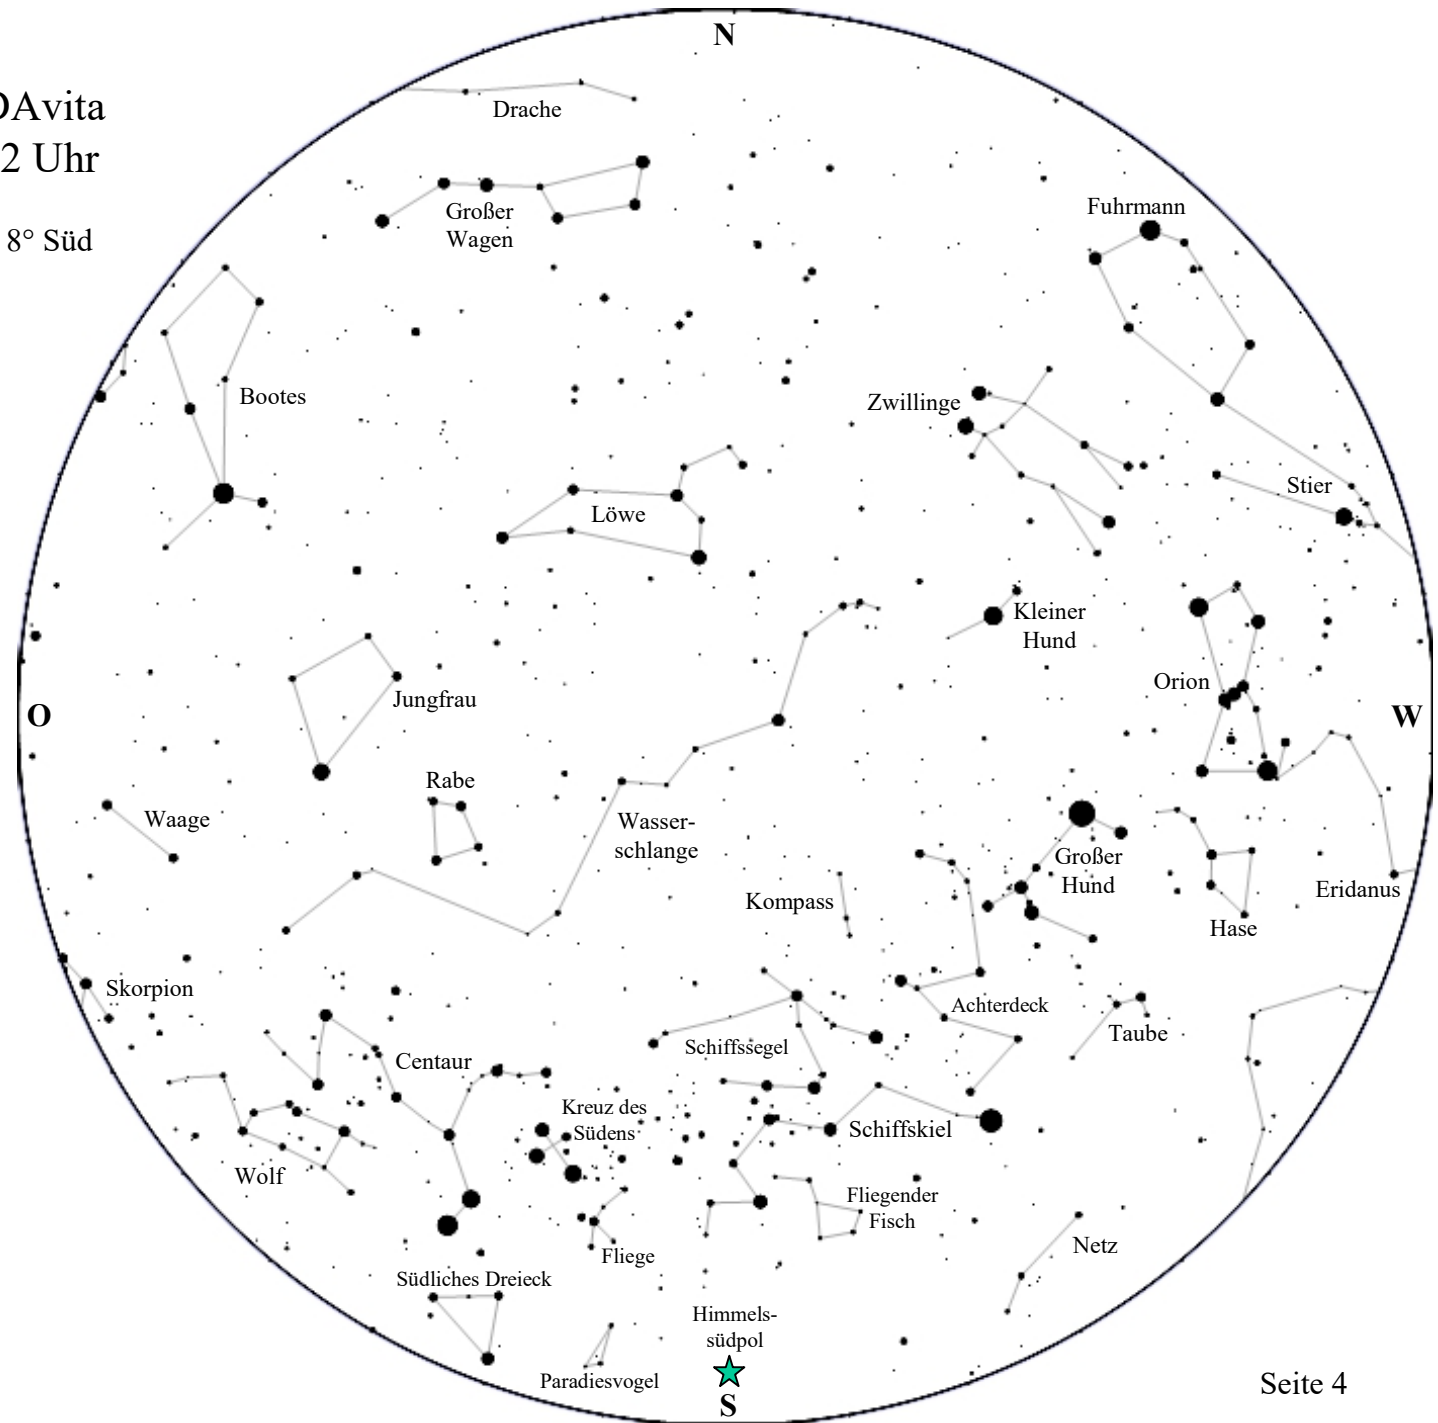 N
DAvita
2 Uhr
8° Süd
Drache
Großer
Wagen
Fuhrmann
Bootes
Zwillinge
Stier
Löwe
Kleiner
Hund
Orion
Jungfrau
O
W
Rabe
Waage
Wasser-
schlange
Großer
Hund
Kompass
Eridanus
Hase
Skorpion
Achterdeck
Taube
Schiffssegel
Centaur
Kreuz des
Südens
Schiffskiel
Wolf
Fliegender
Fisch
Fliege
Netz
Südliches Dreieck
Himmels-
südpol
Paradiesvogel
S
Seite 4